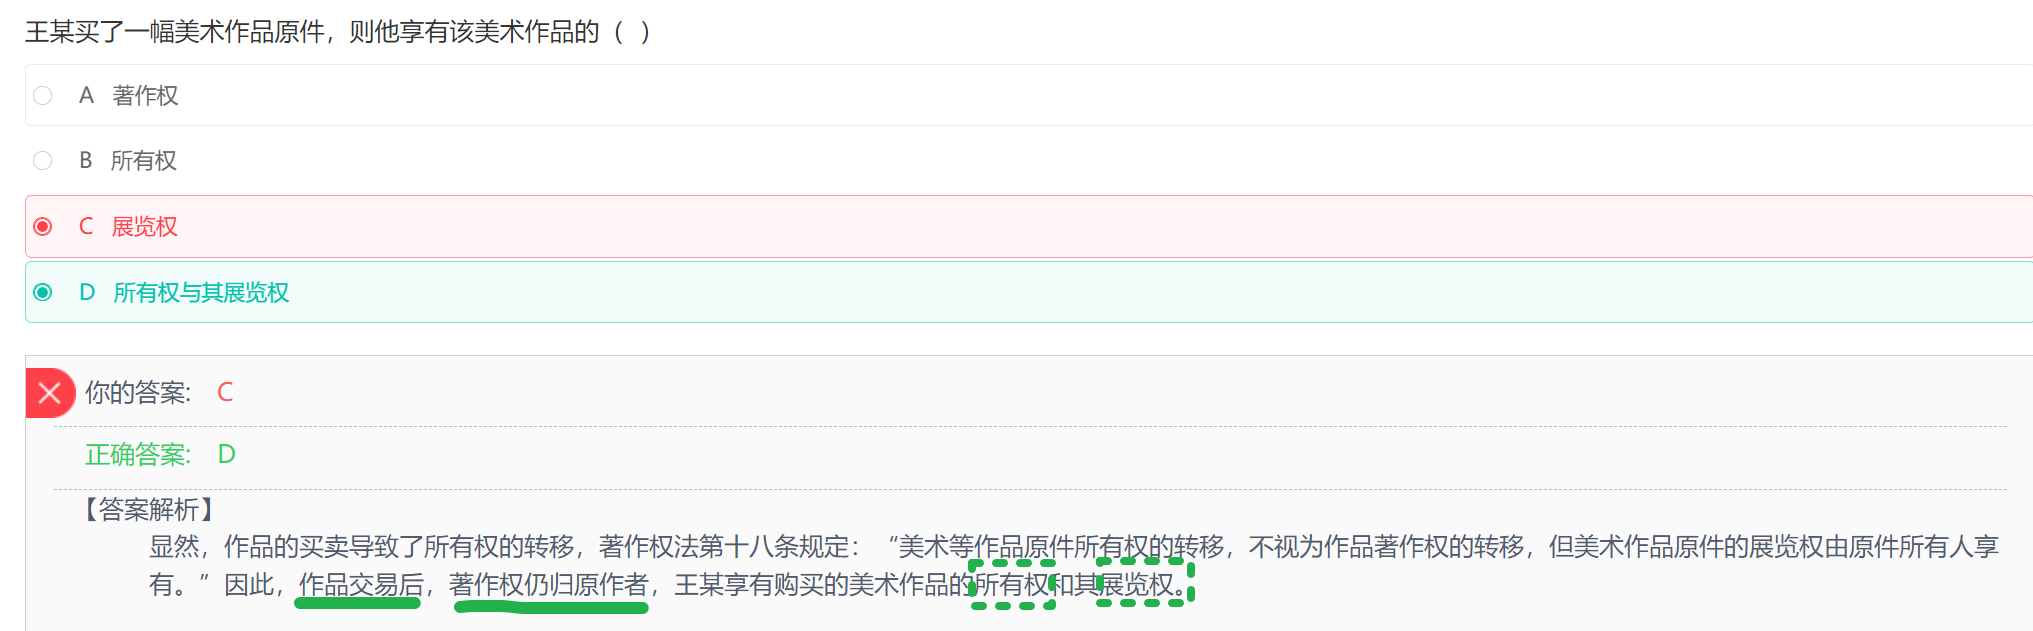 王某买了一幅美术作品原件，则他享有该美术作品的（  ）
A 著作权
B 所有权
C 展览权
D 所有权与其展览权
你的答案: C
正确答案: D
【答案解析】
显然，作品的买卖导致了所有权的转移，著作权法第十八条规定：“美术等作品原件所有权的转移，不视为作品著作权的转移，但美术作品原件的展览权由原件所有人享
有。”因此，作品交易后，著作权仍归原作者，王某享有购买的美术作品的所有权和其展览权。